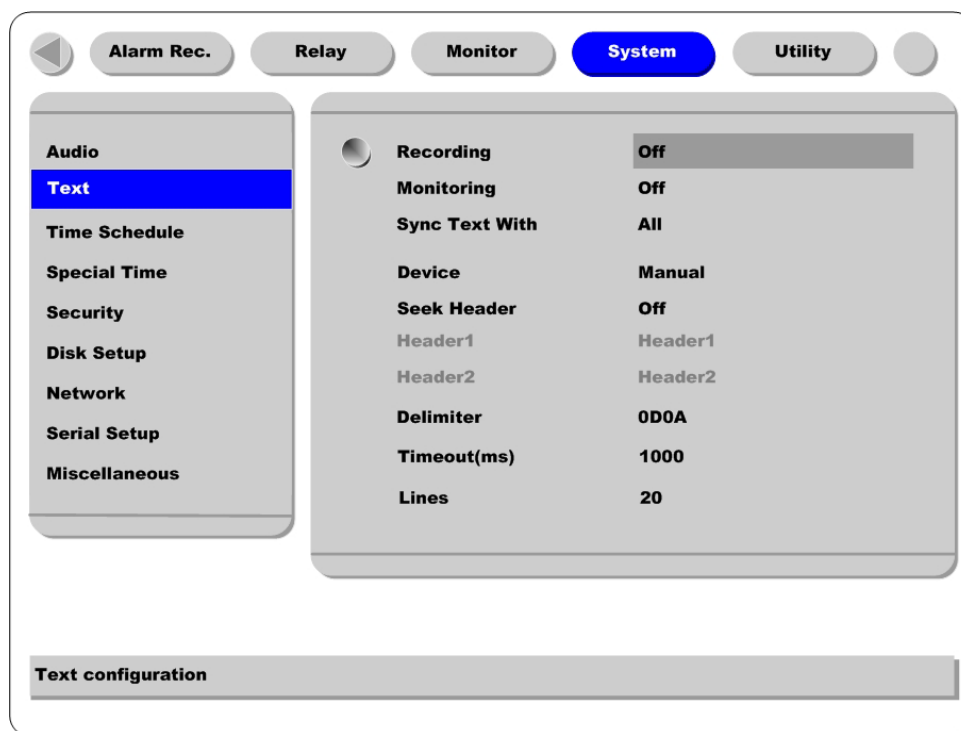 Alarm Rec. Relay Monitor System Utility
Audio
Text
Time Schedule
Special Time
Security
Disk Setup
Network
Serial Setup
Miscellaneous
Recording Off
Monitoring Off
Sync Text With All
Device Manual
Seek Header Off
Header1 Header1
Header2 Header2
Delimiter 0D0A
Timeout(ms) 1000
Lines 20
Text configuration